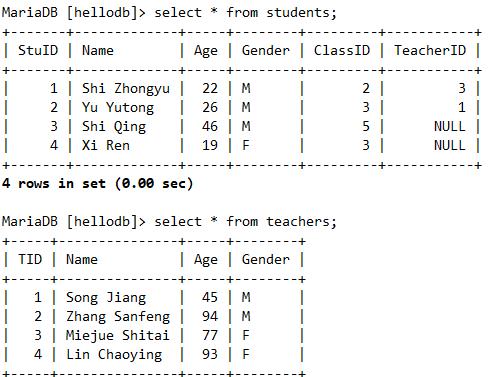 MariaDB [hellodb]> select * from students;
+-------+-------------+-----+--------+---------+-----------+
| StuID | Name | Age | Gender | ClassID | TeacherID |
+-------+-------------+-----+--------+---------+-----------+
| 1 | Shi Zhongyu | 22 | M | 2 | 3 |
| 2 | Yu Yutong | 26 | M | 3 | 1 |
| 3 | Shi Qing | 46 | M | 5 | NULL |
| 4 | Xi Ren | 19 | F | 3 | NULL |
+-------+-------------+-----+--------+---------+-----------+
4 rows in set (0.00 sec)
MariaDB [hellodb]> select * from teachers;
+-----+---------------+-----+--------+
| TID | Name | Age | Gender |
+-----+---------------+-----+--------+
| 1 | Song Jiang | 45 | M |
| 2 | Zhang Sanfeng | 94 | M |
| 3 | Miejue Shitai | 77 | F |
| 4 | Lin Chaoying | 93 | F |
+-----+---------------+-----+--------+